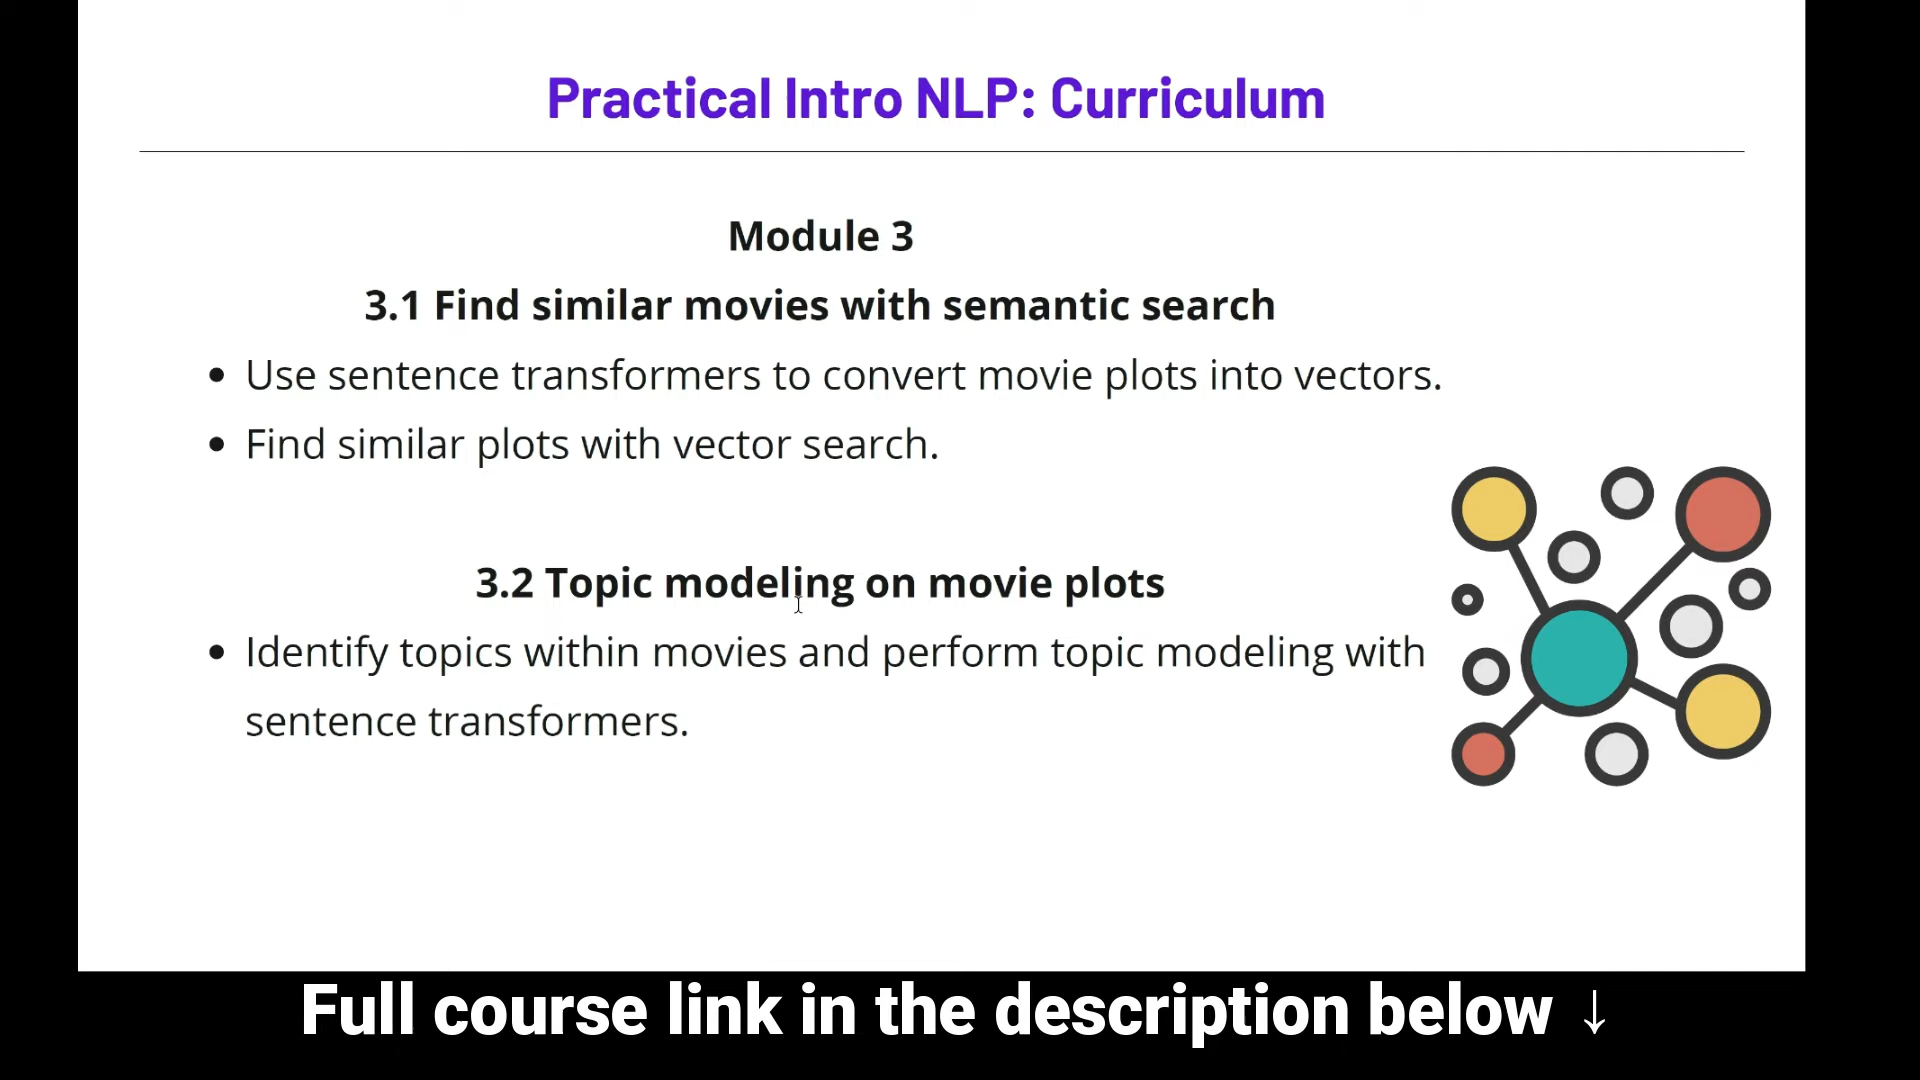 Practical Intro NLP: Curriculum
Module 3
3.1 Find similar movies with semantic search
• Use sentence transformers to convert movie plots into vectors.
• Find similar plots with vector search.
3.2 Topic modeling on movie plots
• Identify topics within movies and perform topic modeling with
sentence transformers.
Full course link in the description below ↓